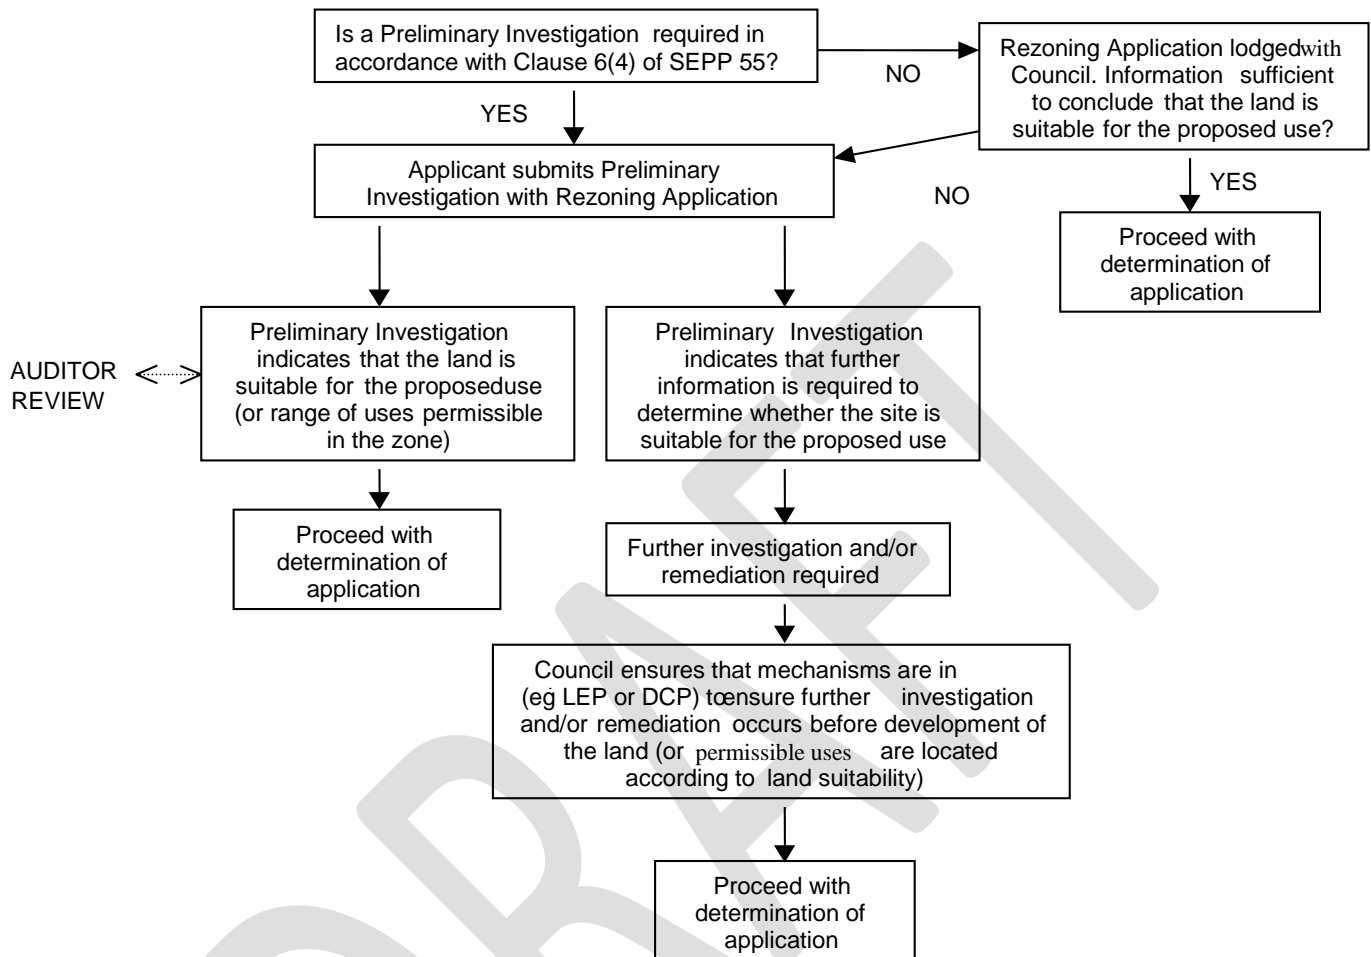 Is a Preliminary Investigation required in
accordance with Clause 6(4) of SEPP 55?
NO
Rezoning Application lodgedwith
Council. Information sufficient
to conclude that the land is
suitable for the proposed use?
YES
Applicant submits Preliminary
Investigation with Rezoning Application
NO
YES
Proceed with
determination of
application
AUDITOR
REVIEW
Preliminary Investigation
indicates that the land is
suitable for the proposeduse
(or range of uses permissible
in the zone)
Preliminary Investigation
indicates that further
information is required to
determine whether the site is
suitable for the proposed use
Proceed with
determination of
application
Further investigation and/or
remediation required
Council ensures that mechanisms are in
(eg LEP or DCP) toensure further investigation
and/or remediation occurs before development of
the land (or permissible uses are located
according to land suitability)
Proceed with
determination of
application
DRAFT